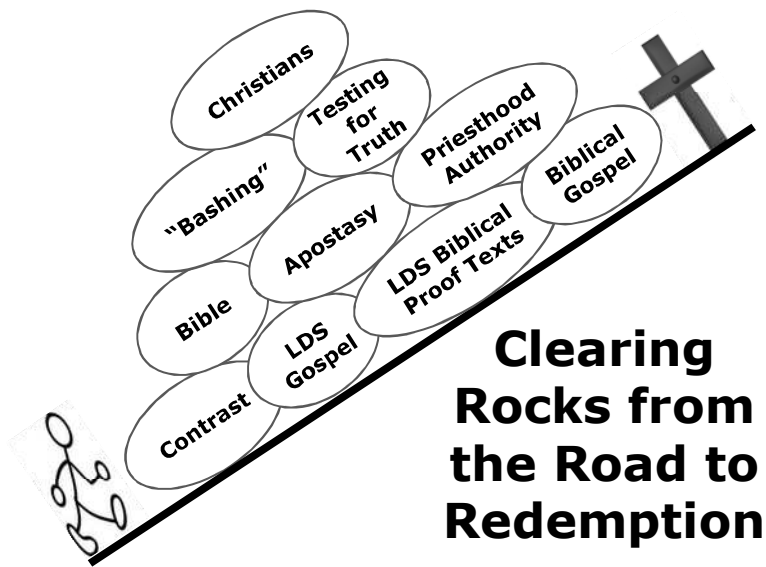 Christians
Testing
for
Truth
Priesthood
Authority
Biblical
Gospel
“Bashing”
Apostasy
LDS Biblical
Proof Texts
Bible
LDS
Gospel
Contrast
Clearing
Rocks from
the Road to
Redemption